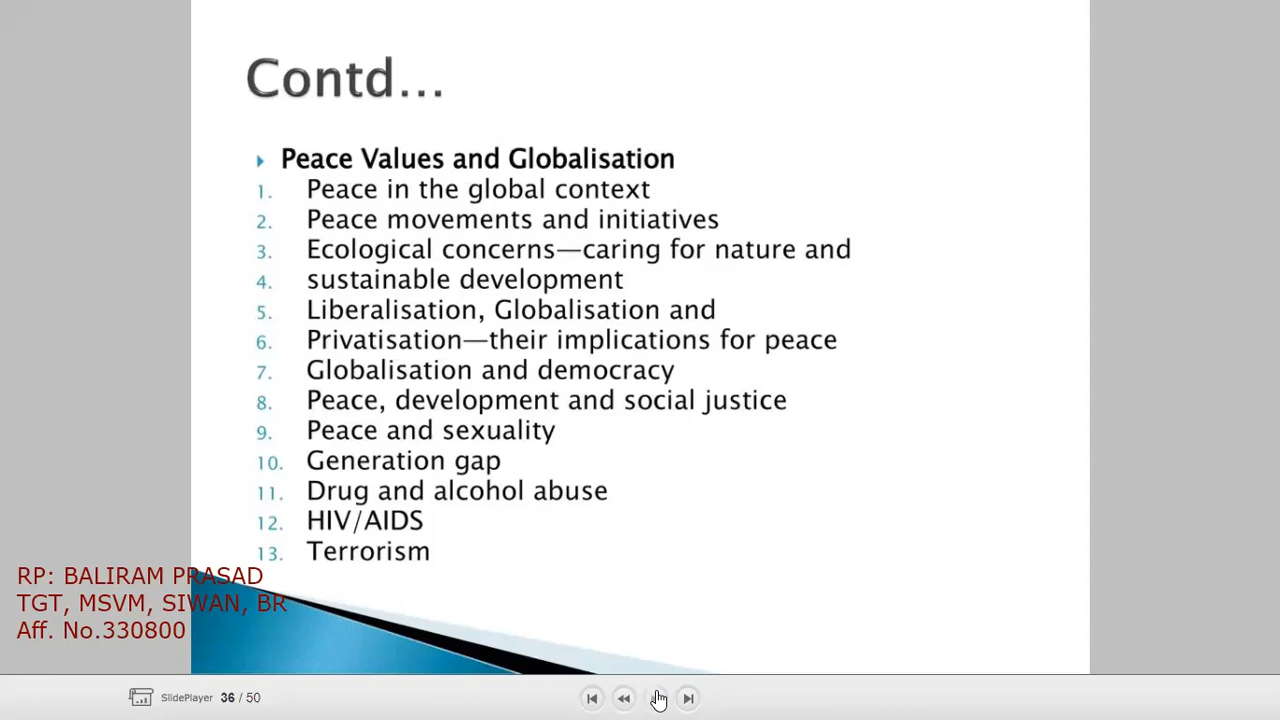 Contd...
Peace Values and Globalisation
1. Peace in the global context
2. Peace movements and initiatives
3. Ecological concerns—caring for nature and
4. sustainable development
5. Liberalisation, Globalisation and
6. Privatisation—their implications for peace
7. Globalisation and democracy
8. Peace, development and social justice
9. Peace and sexuality
10. Generation gap
11. Drug and alcohol abuse
12. HIV/AIDS
13. Terrorism
RP: BALIRAM PRASAD
TGT, MSVM, SIWAN, BR
Aff. No.330800
SlidePlayer 36 / 50